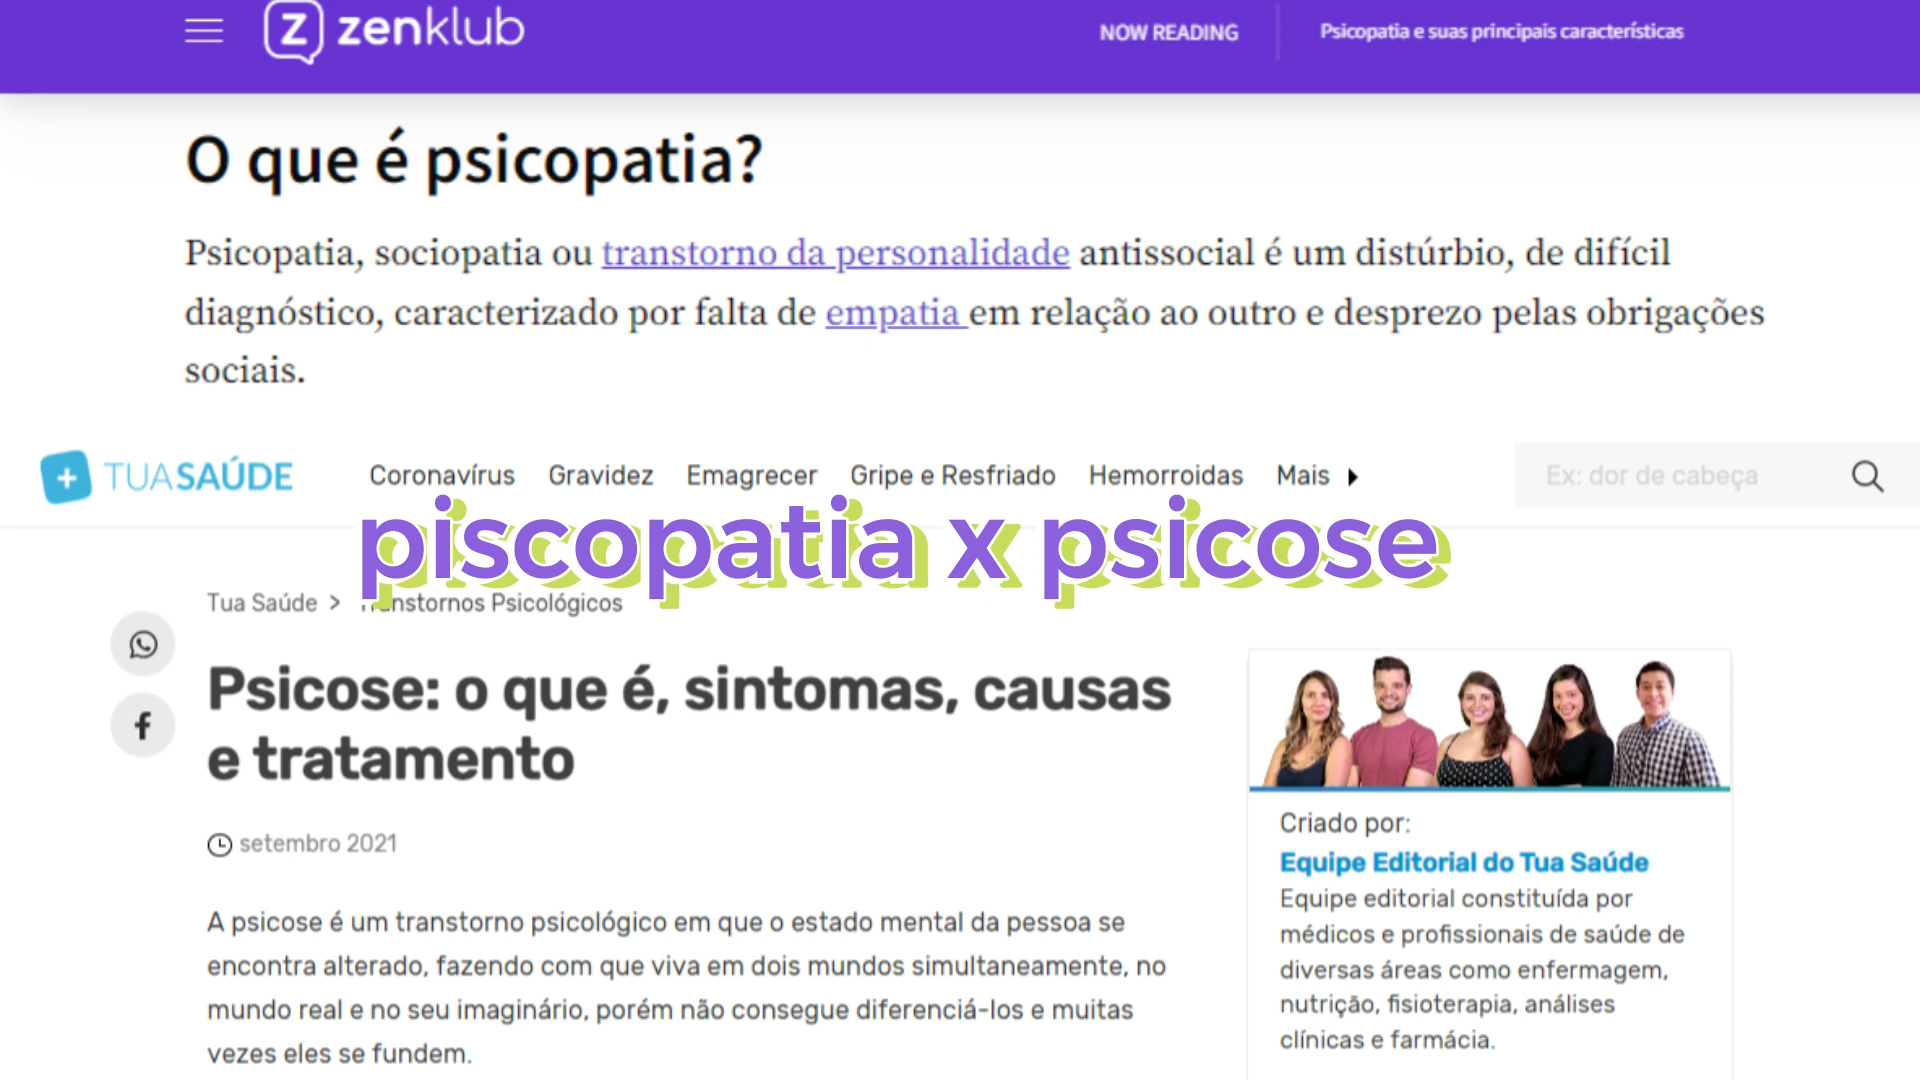 zenklub
NOW READING
Psicopatia e suas principais características
O que é psicopatia?
Psicopatia, sociopatia ou transtorno da personalidade antissocial é um distúrbio, de difícil
diagnóstico, caracterizado por falta de empatia em relação ao outro e desprezo pelas obrigações
sociais.
TUASAÚDE
Coronavírus Gravidez Emagrecer Gripe e Resfriado Hemorroidas Mais
Ex: dor de cabeça
piscopatia x psicose
Tua Saúde > Transtornos Psicológicos
Psicose: o que é, sintomas, causas
e tratamento
setembro 2021
A psicose é um transtorno psicológico em que o estado mental da pessoa se
encontra alterado, fazendo com que viva em dois mundos simultaneamente, no
mundo real e no seu imaginário, porém não consegue diferenciá-los e muitas
vezes eles se fundem.
Criado por:
Equipe Editorial do Tua Saúde
Equipe editorial constituída por
médicos e profissionais de saúde de
diversas áreas como enfermagem,
nutrição, fisioterapia, análises
clínicas e farmácia.